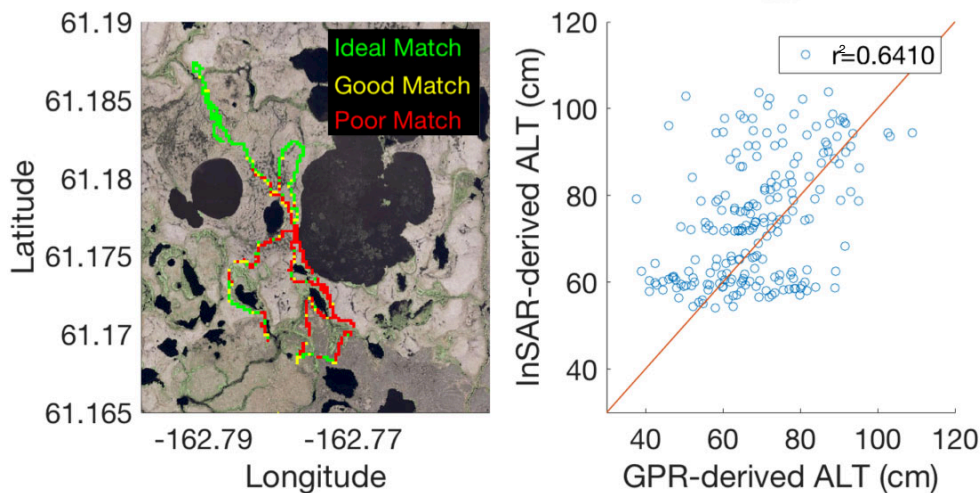 61.19
61.185
61.18
61.175
61.17
61.165
Latitude
Ideal Match
Good Match
Poor Match
-162.79
-162.77
Longitude
120
100
80
60
40
InSAR-derived ALT (cm)
r²=0.6410
40
60
80
100
120
GPR-derived ALT (cm)